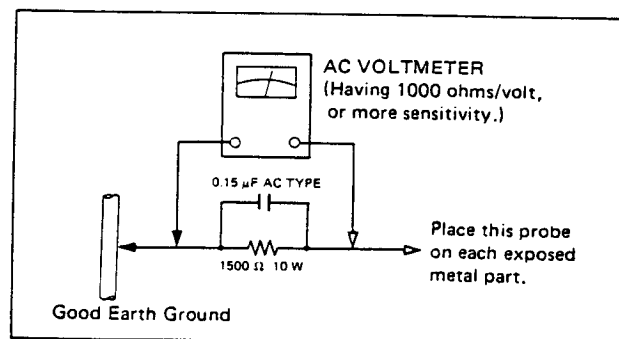 AC VOLTMETER
(Having 1000 ohms/volt,
or more sensitivity.)
0.15 µF AC TYPE
1500 Ω 10 W
Place this probe
on each exposed
metal part.
Good Earth Ground